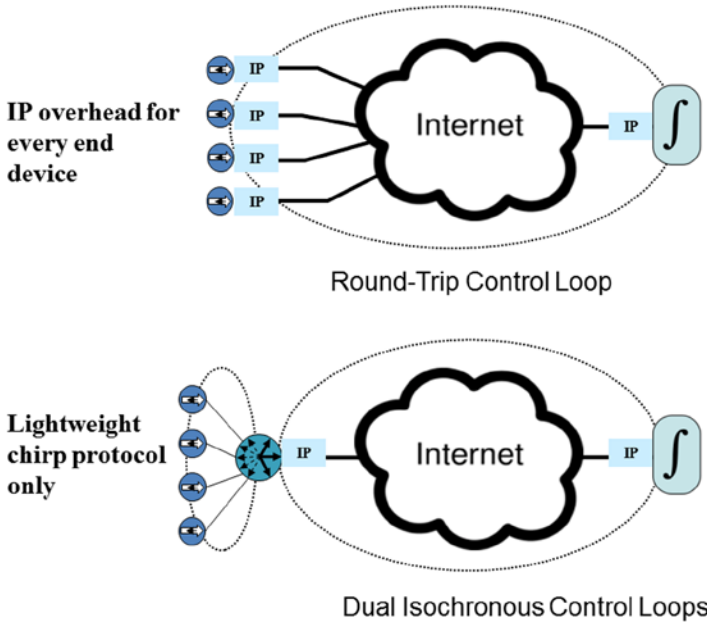 IP
IP
IP
IP
IP overhead for
every end
device
Internet
IP
∫
Round-Trip Control Loop
Lightweight
chirp protocol
only
IP
Internet
IP
∫
Dual Isochronous Control Loops